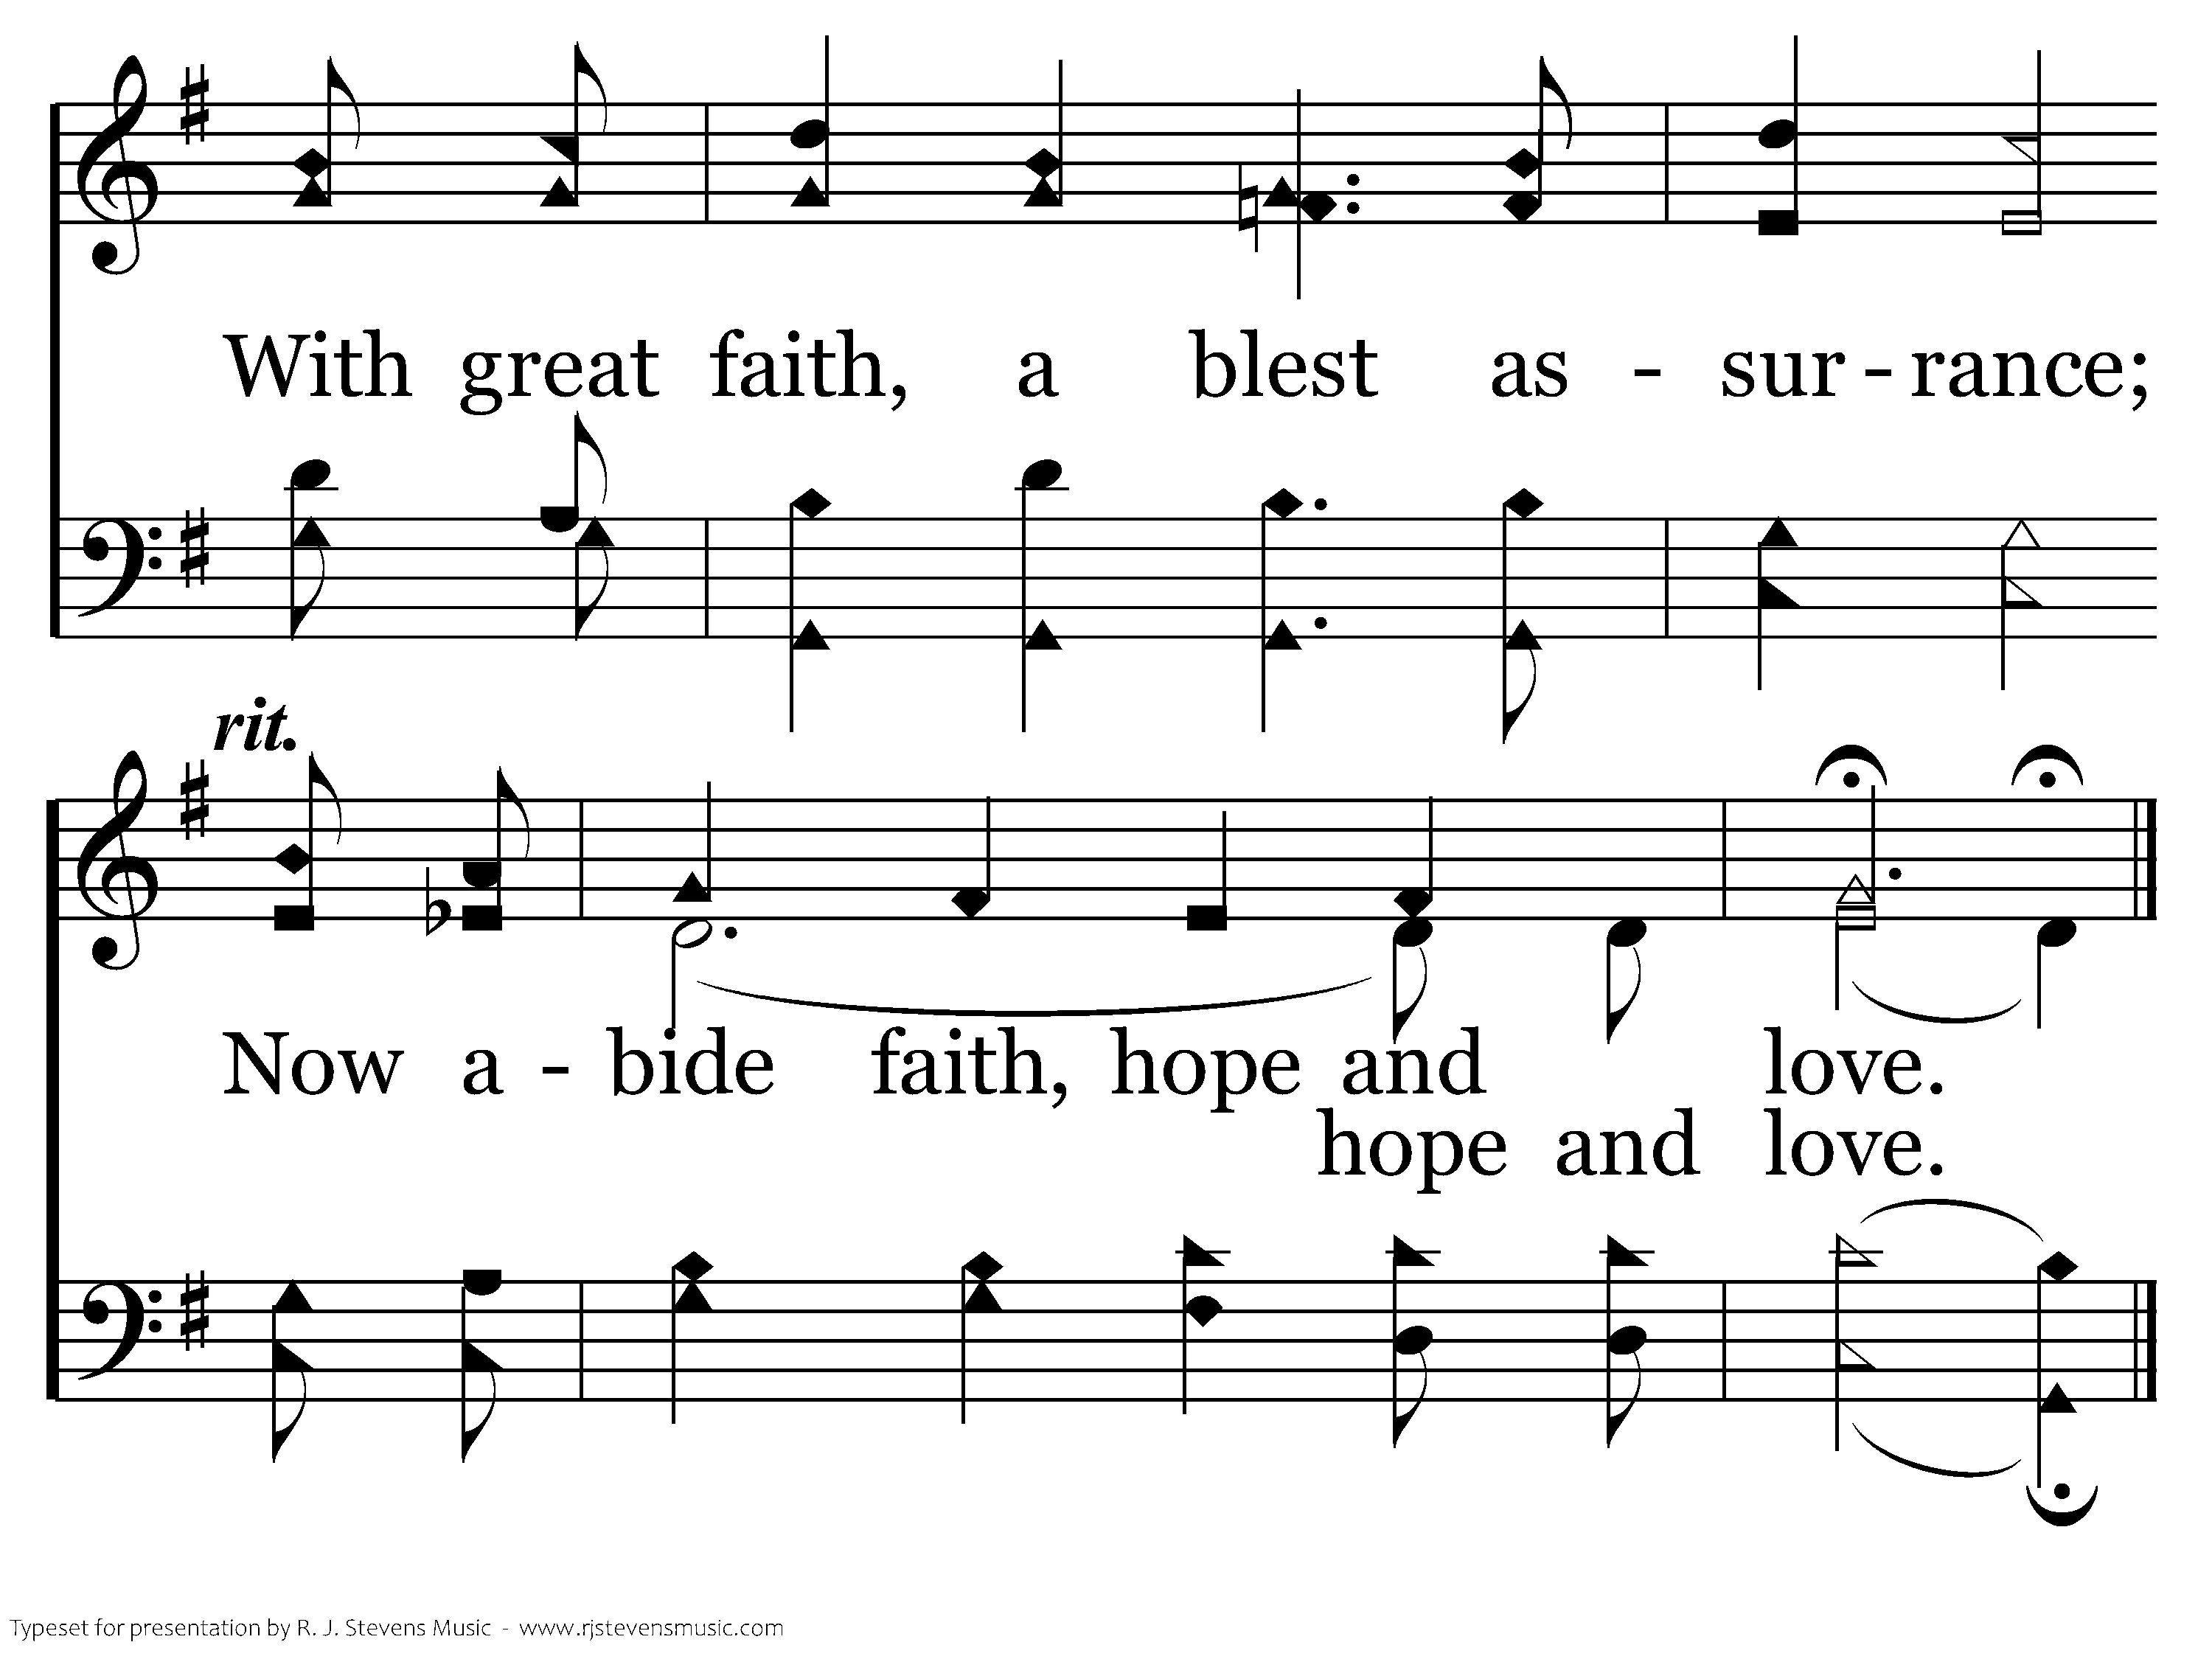 With great faith, a blest as - sur - rance;
rit.
Now a - bide faith, hope and love.
hope and love.
Typeset for presentation by R. J. Stevens Music - www.rjstevensmusic.com